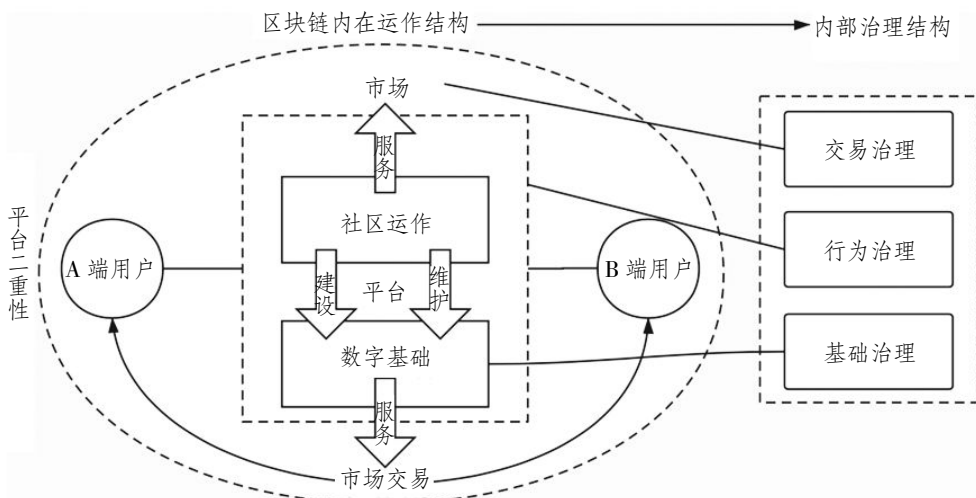 区块链内在运作结构
内部治理结构
市场
服务
交易治理
社区运作
平台二重性
A 端用户
建设
平台
维护
B 端用户
行为治理
数字基础
基础治理
服务
市场交易